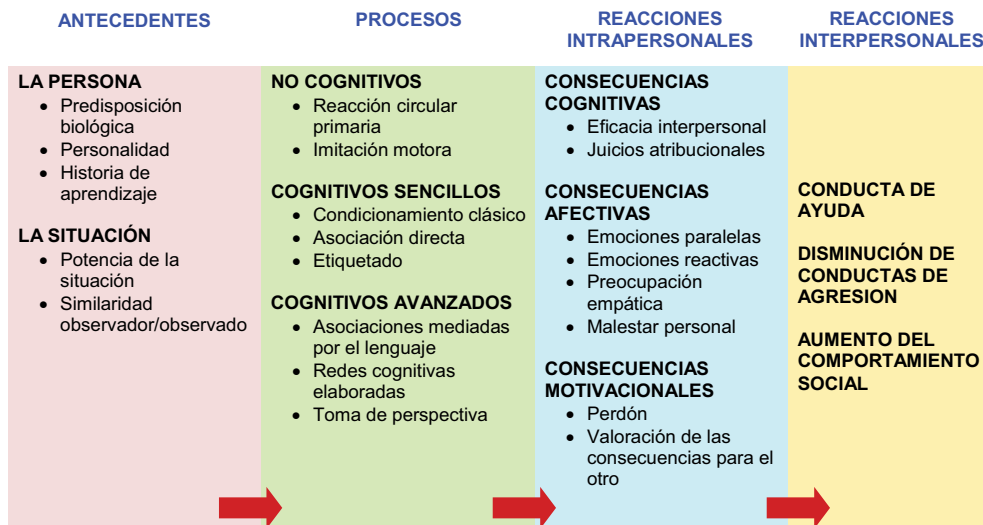 ANTECEDENTES
PROCESOS
REACCIONES
INTRAPERSONALES
REACCIONES
INTERPERSONALES
LA PERSONA
• Predisposición
biológica
• Personalidad
• Historia de
aprendizaje
LA SITUACIÓN
• Potencia de la
situación
• Similaridad
observador/observado
NO COGNITIVOS
• Reacción circular
primaria
• Imitación motora
COGNITIVOS SENCILLOS
• Condicionamiento clásico
• Asociación directa
• Etiquetado
COGNITIVOS AVANZADOS
• Asociaciones mediadas
por el lenguaje
• Redes cognitivas
elaboradas
• Toma de perspectiva
CONSECUENCIAS
COGNITIVAS
• Eficacia interpersonal
• Juicios atribucionales
CONSECUENCIAS
AFECTIVAS
• Emociones paralelas
• Emociones reactivas
• Preocupación
empática
• Malestar personal
CONSECUENCIAS
MOTIVACIONALES
• Perdón
• Valoración de las
consecuencias para el
otro
CONDUCTA DE
AYUDA
DISMINUCIÓN DE
CONDUCTAS DE
AGRESION
AUMENTO DEL
COMPORTAMIENTO
SOCIAL